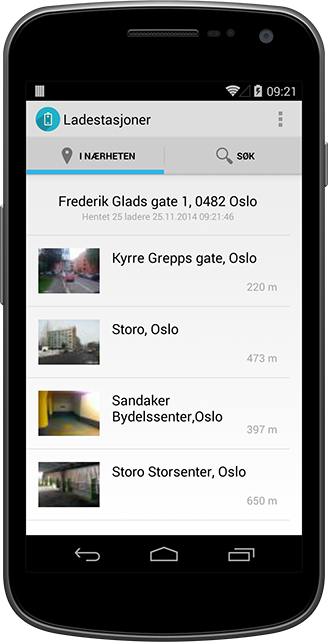 09:21
Ladestasjoner
I NÆRHETEN
SØK
Frederik Glads gate 1, 0482 Oslo
Hentet 25 ladere 25.11.2014 09:21:46
Kyrre Grepps gate, Oslo
220 m
Storo, Oslo
473 m
Sandaker
Bydelssenter,Oslo
397 m
Storo Storsenter, Oslo
650 m